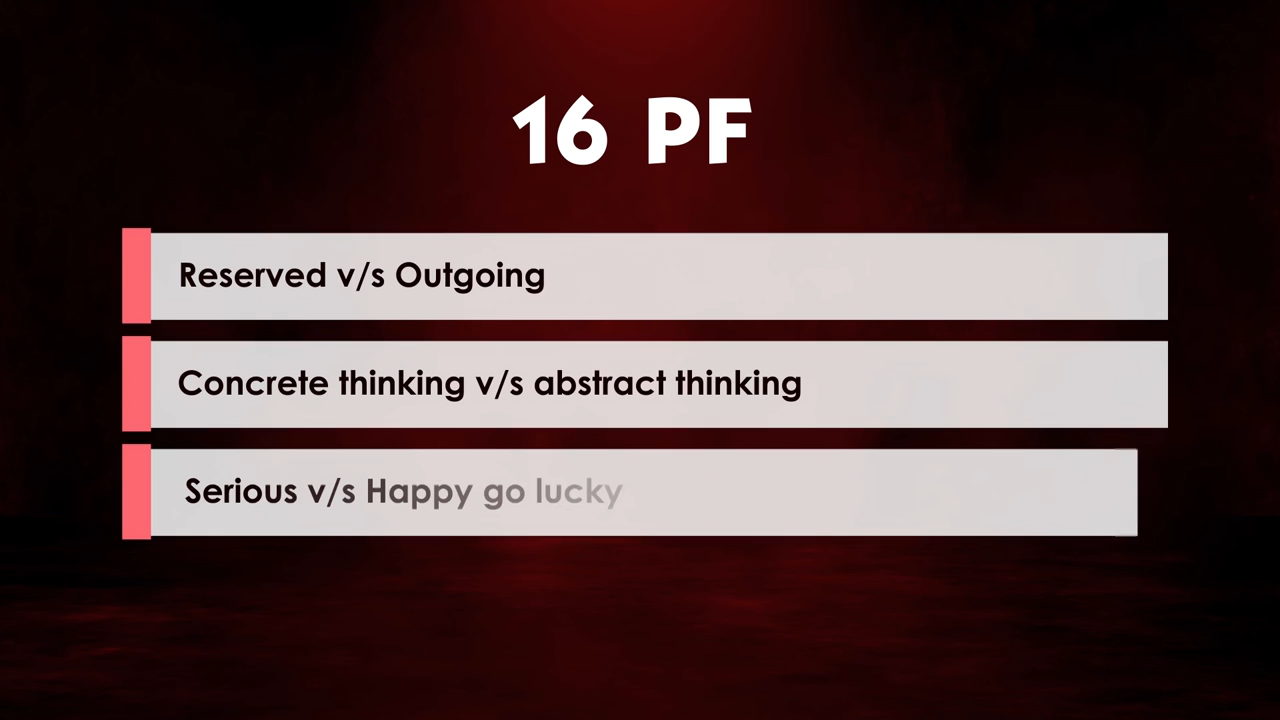 16 PF
Reserved v/s Outgoing
Concrete thinking v/s abstract thinking
Serious v/s Happy go lucky